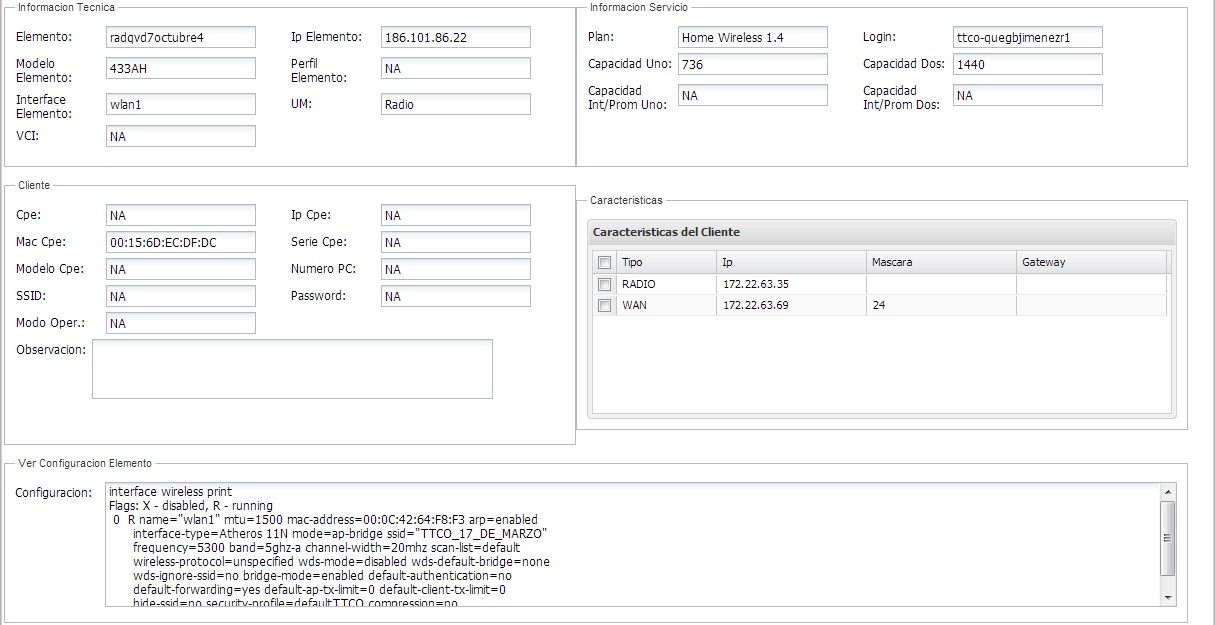 Informacion Tecnica
Elemento: radqvd7octubre4 Ip Elemento: 186.101.86.22
Modelo Elemento: 433AH Perfil Elemento: NA
Interface Elemento: wlan1 UM: Radio
VCI: NA
Informacion Servicio
Plan: Home Wireless 1.4 Login: ttco-quegbjimenezr1
Capacidad Uno: 736 Capacidad Dos: 1440
Capacidad Int/Prom Uno: NA Capacidad Int/Prom Dos: NA
Cliente
Cpe: NA Ip Cpe: NA
Mac Cpe: 00:15:6D:EC:DF:DC Serie Cpe: NA
Modelo Cpe: NA Numero PC: NA
SSID: NA Password: NA
Modo Oper.: NA
Observacion:
Caracteristicas
Caracteristicas del Cliente
Tipo Ip Mascara Gateway
RADIO 172.22.63.35
WAN 172.22.63.69 24
Ver Configuracion Elemento
Configuracion:
interface wireless print
Flags: X - disabled, R - running
0 R name="wlan1" mtu=1500 mac-address=00:0C:42:64:F8:F3 arp=enabled
interface-type=Atheros 11N mode=ap-bridge ssid="TTCO_17_DE_MARZO"
frequency=5300 band=5ghz-a channel-width=20mhz scan-list=default
wireless-protocol=unspecified wds-mode=disabled wds-default-bridge=none
wds-ignore-ssid=no bridge-mode=enabled default-authentication=no
default-forwarding=yes default-ap-tx-limit=0 default-client-tx-limit=0
hide-ssid=no security-profile=defaultTTCO compression=no